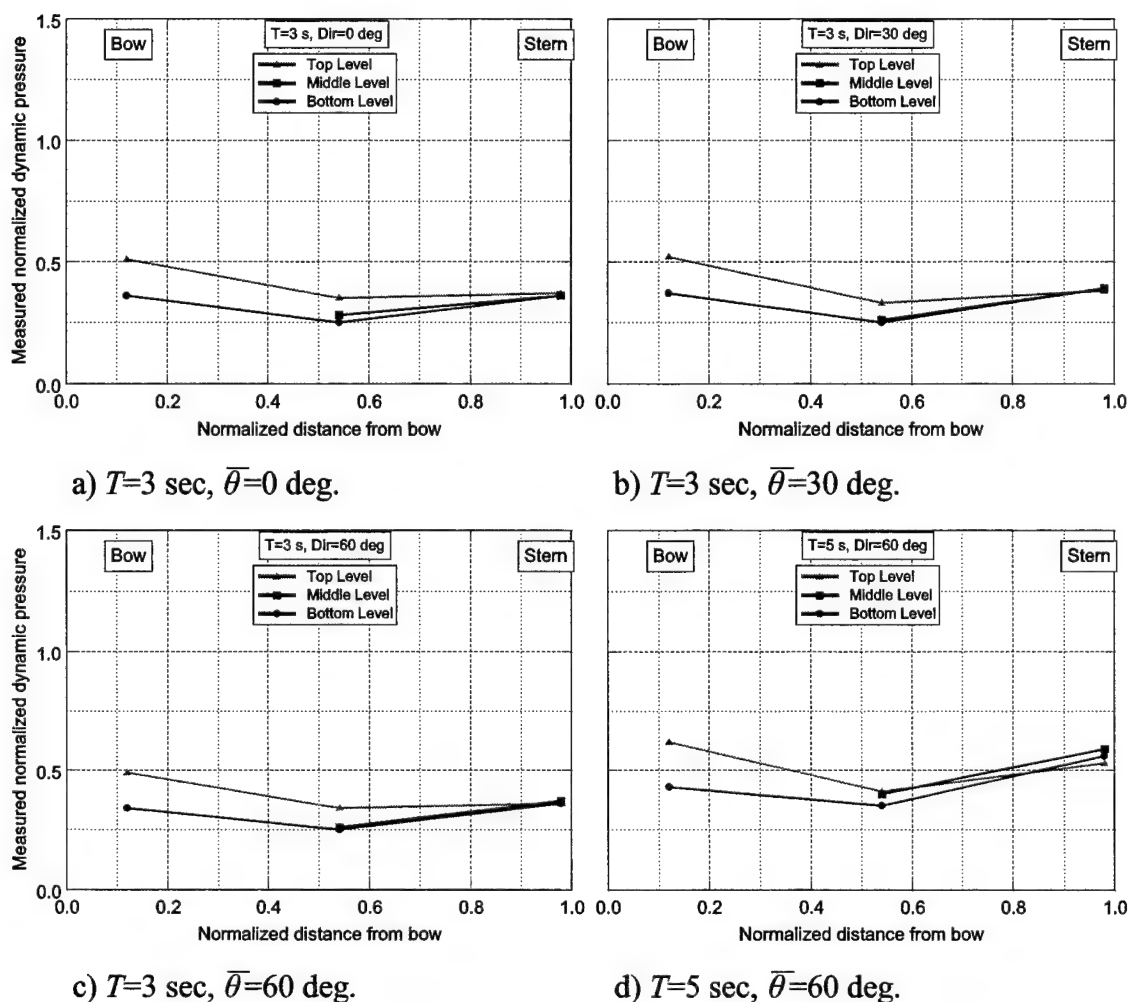 1.5
Bow
T=3 s, Dir=0 deg
Stern
Top Level
Middle Level
Bottom Level
1.0
0.5
0.0
Measured normalized dynamic pressure
0.0 0.2 0.4 0.6 0.8 1.0
Normalized distance from bow
a) T=3 sec, θ̅=0 deg.
Bow
T=3 s, Dir=30 deg
Stern
Top Level
Middle Level
Bottom Level
0.0 0.2 0.4 0.6 0.8 1.0
Normalized distance from bow
b) T=3 sec, θ̅=30 deg.
1.5
Bow
T=3 s, Dir=60 deg
Stern
Top Level
Middle Level
Bottom Level
1.0
0.5
0.0
Measured normalized dynamic pressure
0.0 0.2 0.4 0.6 0.8 1.0
Normalized distance from bow
c) T=3 sec, θ̅=60 deg.
Bow
T=5 s, Dir=60 deg
Stern
Top Level
Middle Level
Bottom Level
0.0 0.2 0.4 0.6 0.8 1.0
Normalized distance from bow
d) T=5 sec, θ̅=60 deg.